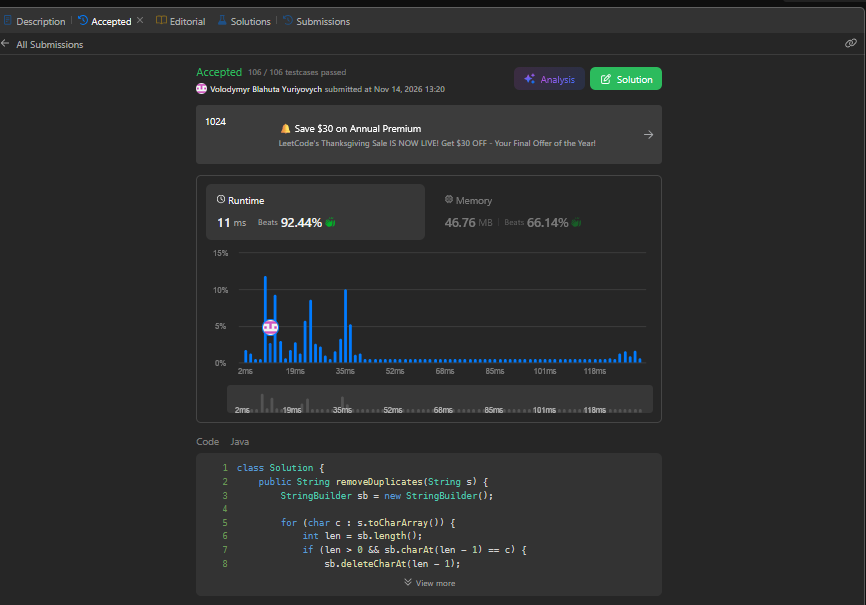 Description Accepted Editorial Solutions Submissions
All Submissions
Accepted 106 / 106 testcases passed
Volodymyr Blahuta Yuriyovych submitted at Nov 14, 2026 13:20
Analysis
Solution
1024
Save $30 on Annual Premium
LeetCode's Thanksgiving Sale IS NOW LIVE! Get $30 OFF - Your Final Offer of the Year!
Runtime
11 ms Beats 92.44%
Memory
46.76 MB Beats 66.14%
15%
10%
5%
0%
2ms 19ms 35ms 52ms 68ms 85ms 101ms 118ms
2ms 19ms 35ms 52ms 68ms 85ms 101ms 118ms
Code Java
1 class Solution {
2 public String removeDuplicates(String s) {
3 StringBuilder sb = new StringBuilder();
4
5 for (char c : s.toCharArray()) {
6 int len = sb.length();
7 if (len > 0 && sb.charAt(len - 1) == c) {
8 sb.deleteCharAt(len - 1);
View more